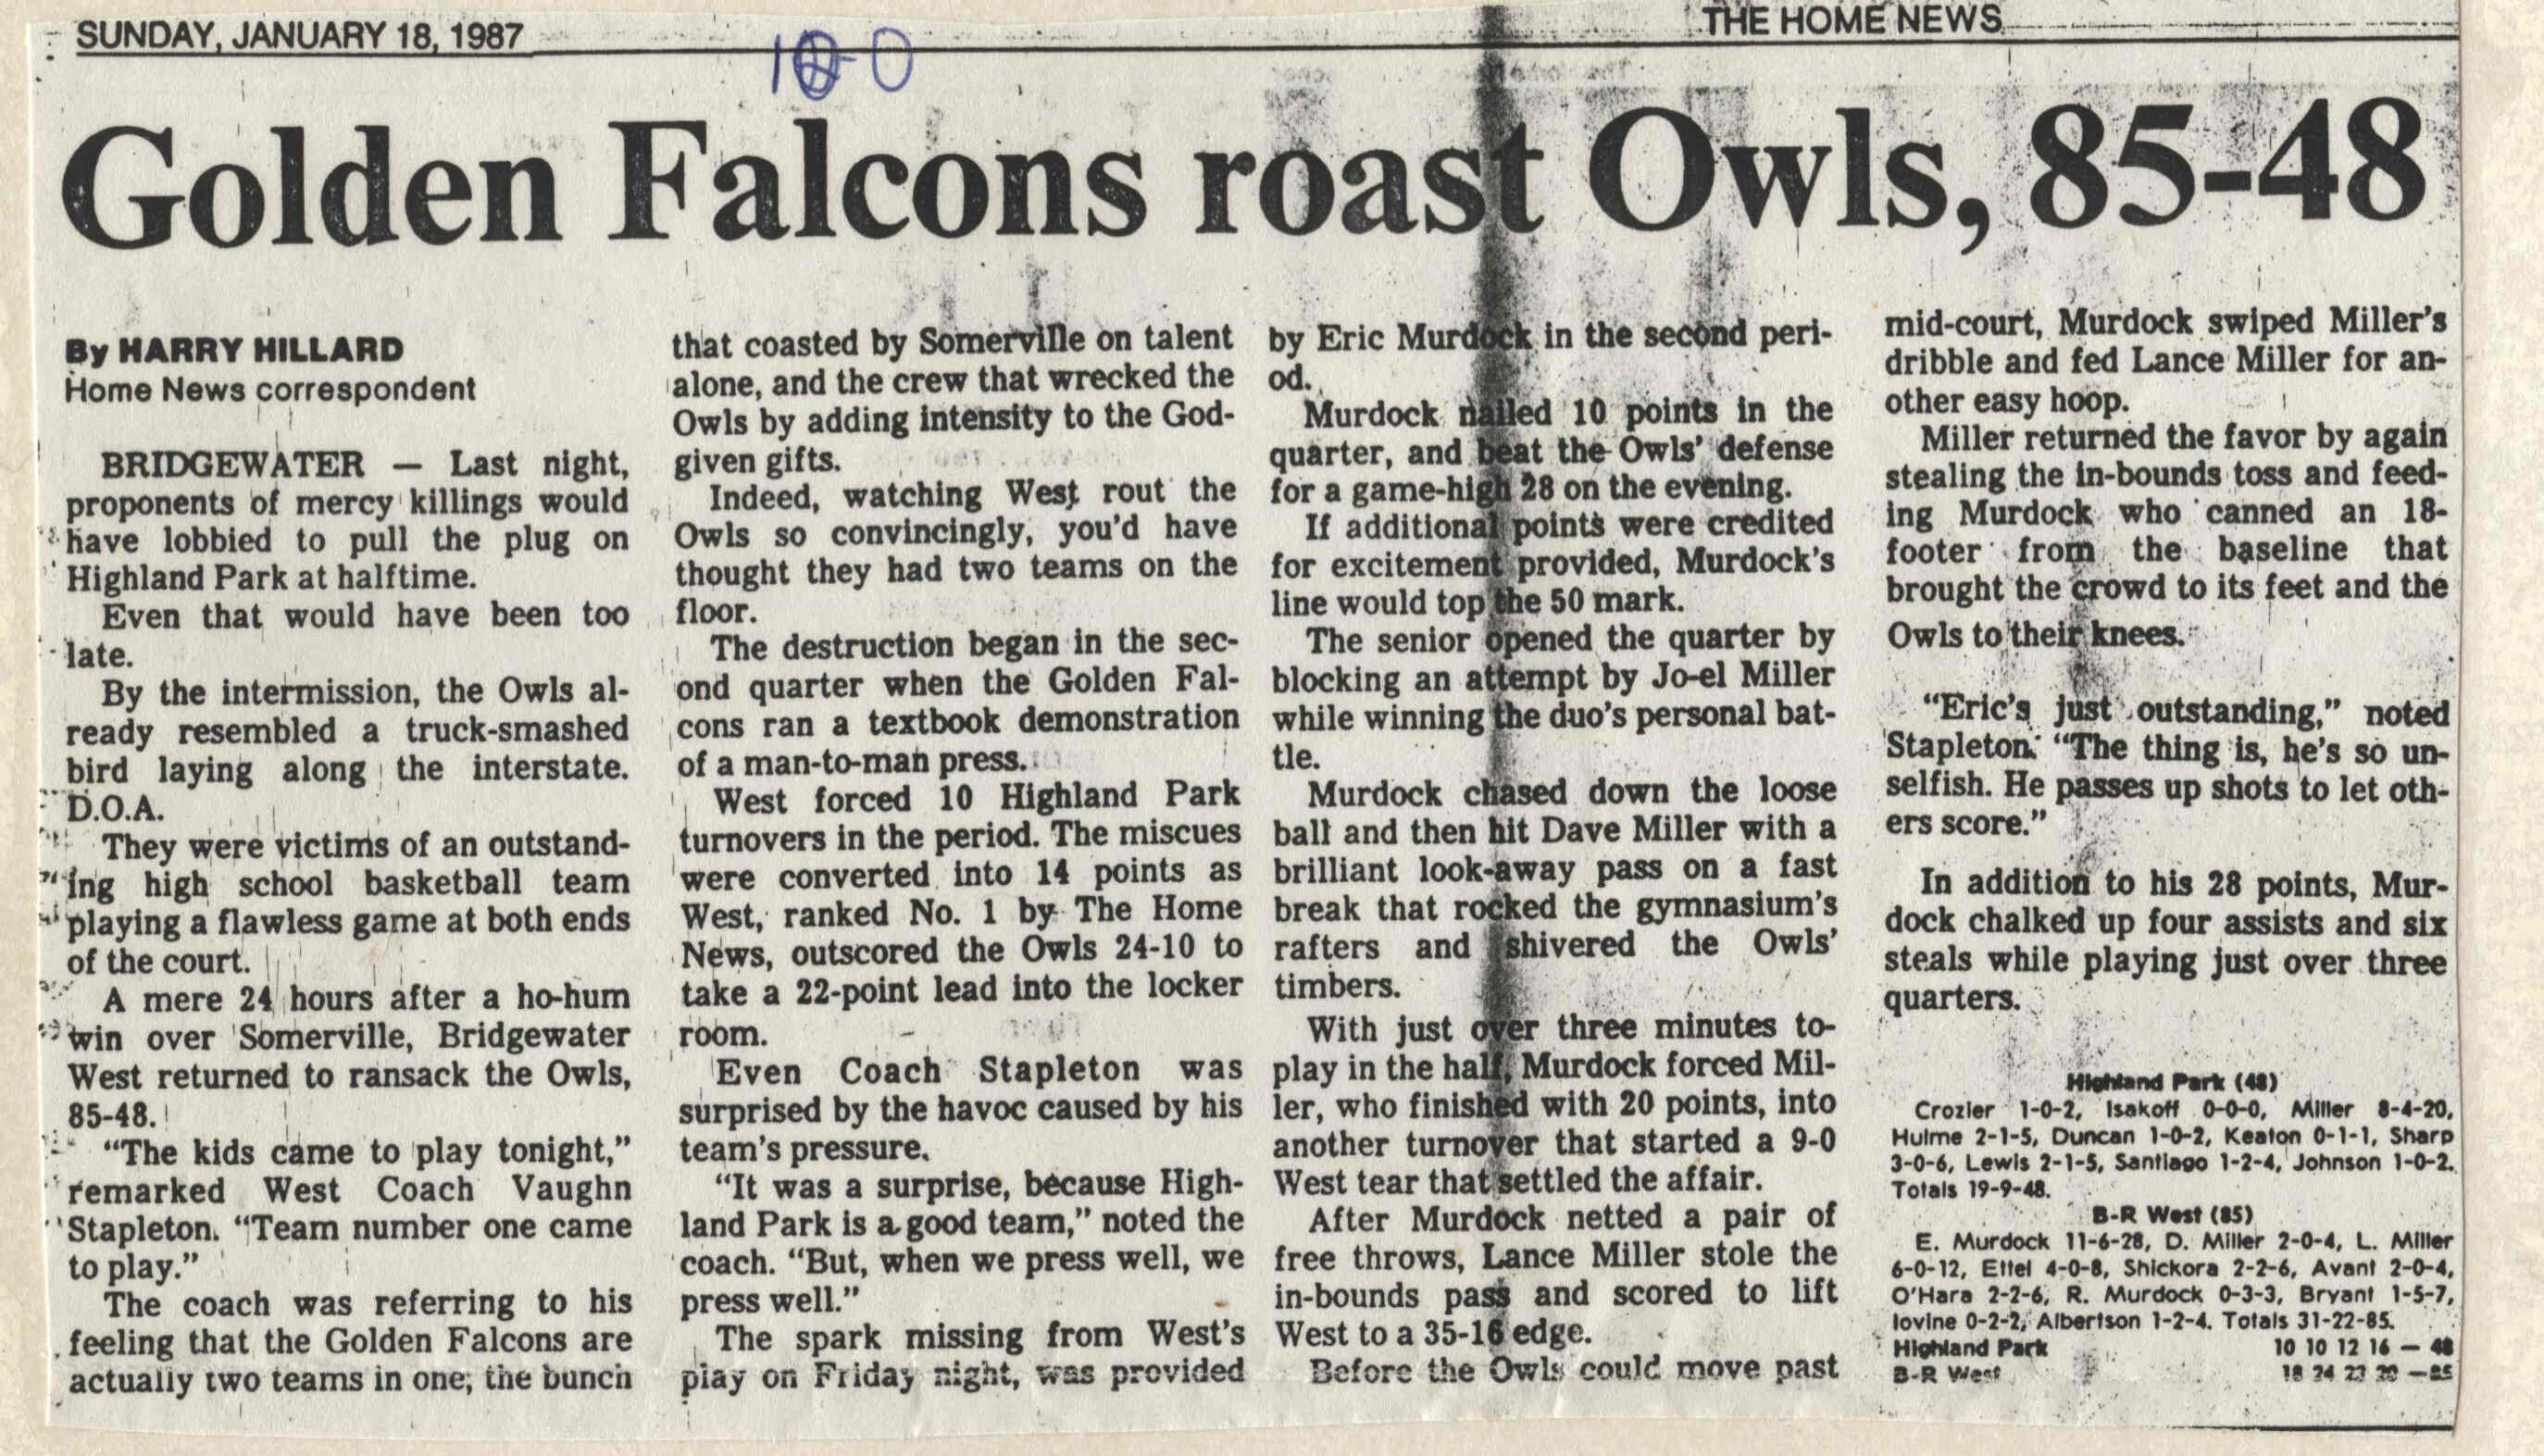 SUNDAY, JANUARY 18, 1987
THE HOME NEWS
Golden Falcons roast Owls, 85-48
By HARRY HILLARD
Home News correspondent
BRIDGEWATER — Last night,
proponents of mercy killings would
have lobbied to pull the plug on
Highland Park at halftime.
Even that would have been too
late.
By the intermission, the Owls al-
ready resembled a truck-smashed
bird laying along the interstate.
D.O.A.
They were victims of an outstand-
ing high school basketball team
playing a flawless game at both ends
of the court.
A mere 24 hours after a ho-hum
win over Somerville, Bridgewater
West returned to ransack the Owls,
85-48.
“The kids came to play tonight,”
remarked West Coach Vaughn
Stapleton. “Team number one came
to play.”
The coach was referring to his
feeling that the Golden Falcons are
actually two teams in one; the bunch
that coasted by Somerville on talent
alone, and the crew that wrecked the
Owls by adding intensity to the God-
given gifts.
Indeed, watching West rout the
Owls so convincingly, you'd have
thought they had two teams on the
floor.
The destruction began in the sec-
ond quarter when the Golden Fal-
cons ran a textbook demonstration
of a man-to-man press.
West forced 10 Highland Park
turnovers in the period. The miscues
were converted into 14 points as
West, ranked No. 1 by The Home
News, outscored the Owls 24-10 to
take a 22-point lead into the locker
room.
Even Coach Stapleton was
surprised by the havoc caused by his
team's pressure.
“It was a surprise, because High-
land Park is a good team,” noted the
coach. “But, when we press well, we
press well.”
The spark missing from West's
play on Friday night, was provided
by Eric Murdock in the second peri-
od.
Murdock nailed 10 points in the
quarter, and beat the Owls' defense
for a game-high 28 on the evening.
If additional points were credited
for excitement provided, Murdock's
line would top the 50 mark.
The senior opened the quarter by
blocking an attempt by Jo-el Miller
while winning the duo's personal bat-
tle.
Murdock chased down the loose
ball and then hit Dave Miller with a
brilliant look-away pass on a fast
break that rocked the gymnasium's
rafters and shivered the Owls'
timbers.
With just over three minutes to
play in the half, Murdock forced Mil-
ler, who finished with 20 points, into
another turnover that started a 9-0
West tear that settled the affair.
After Murdock netted a pair of
free throws, Lance Miller stole the
in-bounds pass and scored to lift
West to a 35-16 edge.
Before the Owls could move past
mid-court, Murdock swiped Miller's
dribble and fed Lance Miller for an-
other easy hoop.
Miller returned the favor by again
stealing the in-bounds toss and feed-
ing Murdock who canned an 18-
footer from the baseline that
brought the crowd to its feet and the
Owls to their knees.
“Eric's just outstanding,” noted
Stapleton. “The thing is, he's so un-
selfish. He passes up shots to let oth-
ers score.”
In addition to his 28 points, Mur-
dock chalked up four assists and six
steals while playing just over three
quarters.
Highland Park (48)
Crozier 1-0-2, Isakoff 0-0-0, Miller 8-4-20,
Hulme 2-1-5, Duncan 1-0-2, Keaton 0-1-1, Sharp
3-0-6, Lewis 2-1-5, Santiago 1-2-4, Johnson 1-0-2.
Totals 19-9-48.
B-R West (85)
E. Murdock 11-6-28, D. Miller 2-0-4, L. Miller
6-0-12, Ettel 4-0-8, Shickora 2-2-6, Avant 2-0-4,
O'Hara 2-2-6, R. Murdock 0-3-3, Bryant 1-5-7,
Iovine 0-2-2, Albertson 1-2-4. Totals 31-22-85.
Highland Park 10 10 12 16 — 48
B-R West 18 24 23 20 — 85